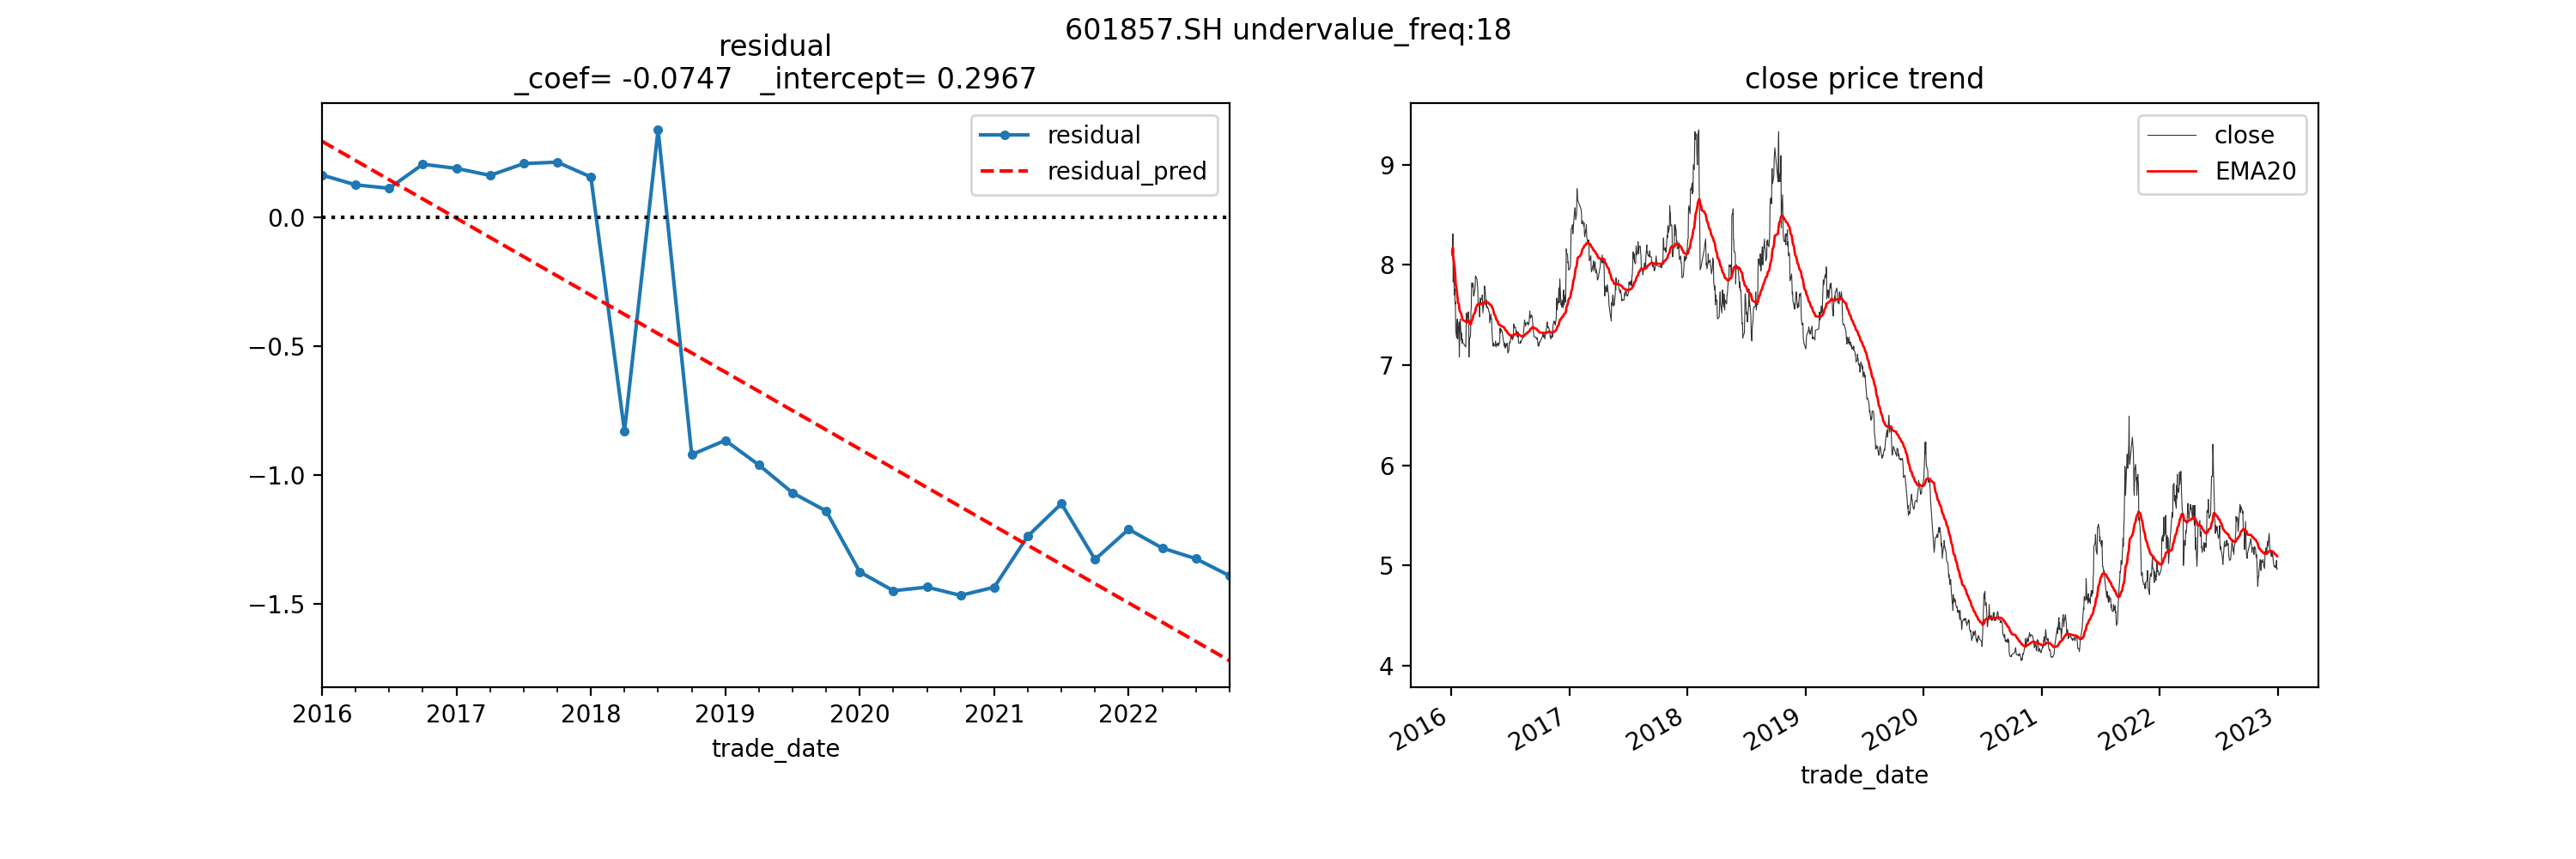 601857.SH undervalue_freq:18
residual
_coef= -0.0747   _intercept= 0.2967
residual
residual_pred
0.0
−0.5
−1.0
−1.5
2016 2017 2018 2019 2020 2021 2022
trade_date
close price trend
close
EMA20
9
8
7
6
5
4
2016 2017 2018 2019 2020 2021 2022 2023
trade_date